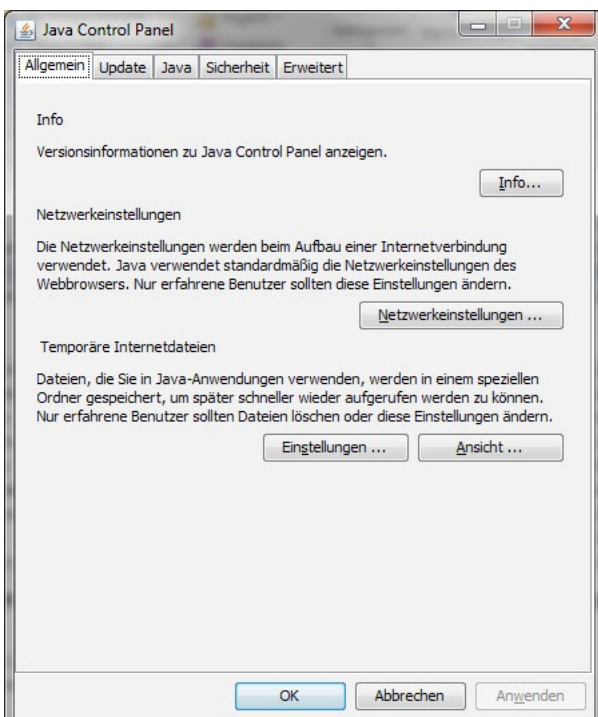 Java Control Panel
Allgemein Update Java Sicherheit Erweitert
Info
Versionsinformationen zu Java Control Panel anzeigen.
Info...
Netzwerkeinstellungen
Die Netzwerkeinstellungen werden beim Aufbau einer Internetverbindung
verwendet. Java verwendet standardmäßig die Netzwerkeinstellungen des
Webbrowsers. Nur erfahrene Benutzer sollten diese Einstellungen ändern.
Netzwerkeinstellungen ...
Temporäre Internetdateien
Dateien, die Sie in Java-Anwendungen verwenden, werden in einem speziellen
Ordner gespeichert, um später schneller wieder aufgerufen werden zu können.
Nur erfahrene Benutzer sollten Dateien löschen oder diese Einstellungen ändern.
Einstellungen ... Ansicht ...
OK Abbrechen Anwenden